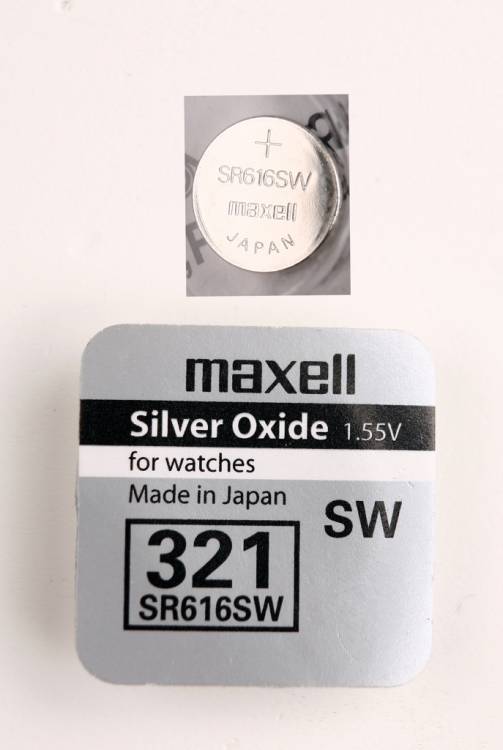 +
SR616SW
maxell
JAPAN
maxell
Silver Oxide 1.55V
for watches
Made in Japan
SW
321
SR616SW